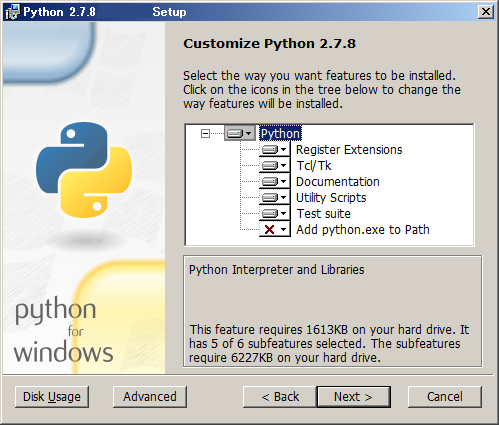 Python 2.7.8 Setup
Customize Python 2.7.8
Select the way you want features to be installed.
Click on the icons in the tree below to change the
way features will be installed.
Python
Register Extensions
Tcl/Tk
Documentation
Utility Scripts
Test suite
Add python.exe to Path
Python Interpreter and Libraries
This feature requires 1613KB on your hard drive. It
has 5 of 6 subfeatures selected. The subfeatures
require 6227KB on your hard drive.
python
for
windows
Disk Usage
Advanced
< Back
Next >
Cancel